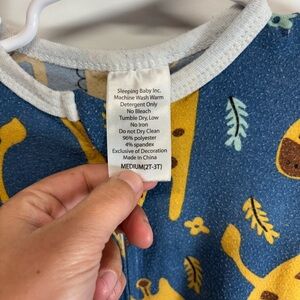 Sleeping Baby Inc.
Machine Wash Warm
Detergent Only
No Bleach
Tumble Dry, Low
No Iron
Do not Dry Clean
96% polyester
4% spandex
Exclusive of Decoration
Made In China
MEDIUM(2T-3T)